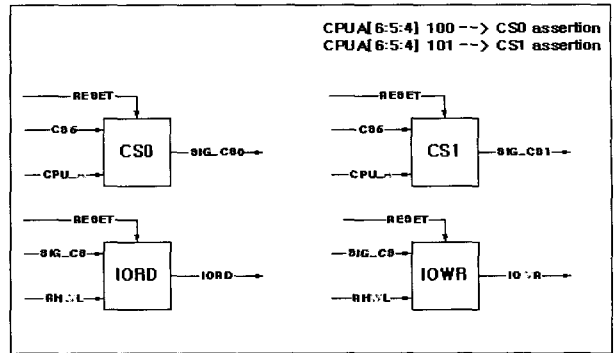 CPUA[6:5:4] 100 --> CS0 assertion
CPUA[6:5:4] 101 --> CS1 assertion
RESET
CS6
CS0
SIG_CS0
RESET
CS6
CS1
SIG_CS1
RESET
SIG_CS
IORD
IORD
RESET
SIG_CS
IOWR